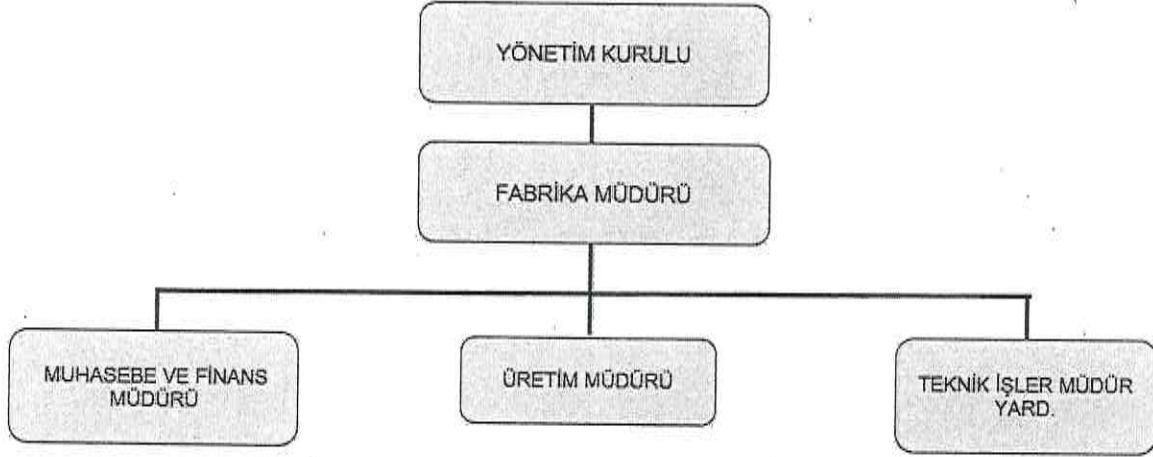 YÖNETİM KURULU
FABRİKA MÜDÜRÜ
MUHASEBE VE FİNANS
MÜDÜRÜ
ÜRETİM MÜDÜRÜ
TEKNİK İŞLER MÜDÜR
YARD.